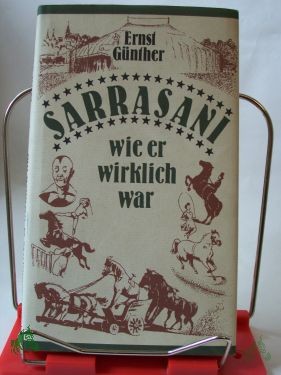 Ernst
Günther
SARRASANI
wie er
wirklich
war